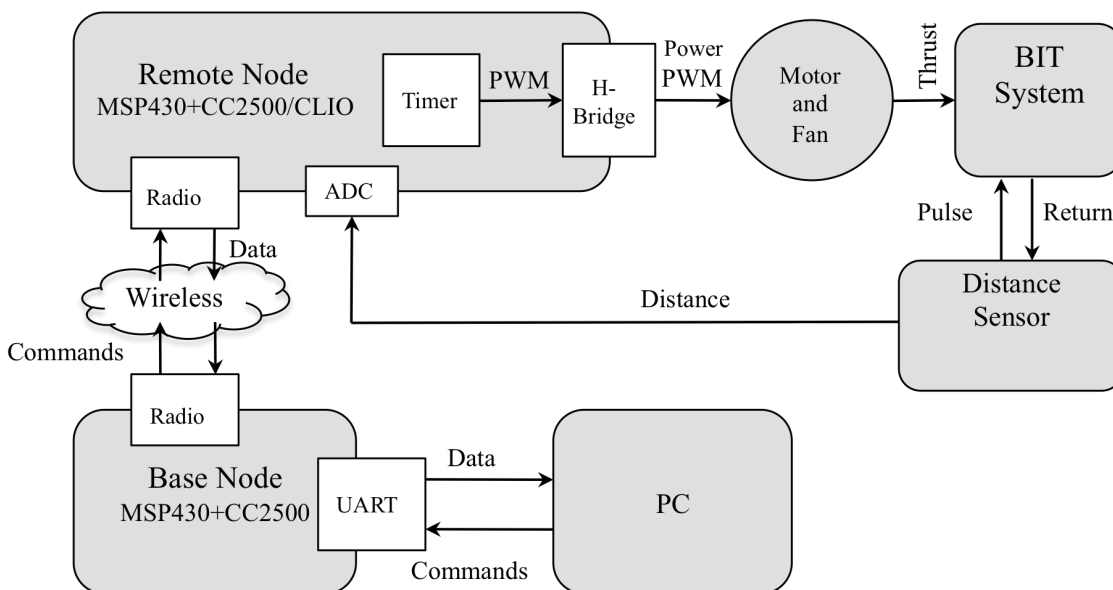 Remote Node
MSP430+CC2500/CLIO
Timer
PWM
H-
Bridge
Power
PWM
Motor
and
Fan
Thrust
BIT
System
Radio
ADC
Data
Pulse
Return
Wireless
Distance
Distance
Sensor
Commands
Radio
Base Node
MSP430+CC2500
UART
Data
Commands
PC